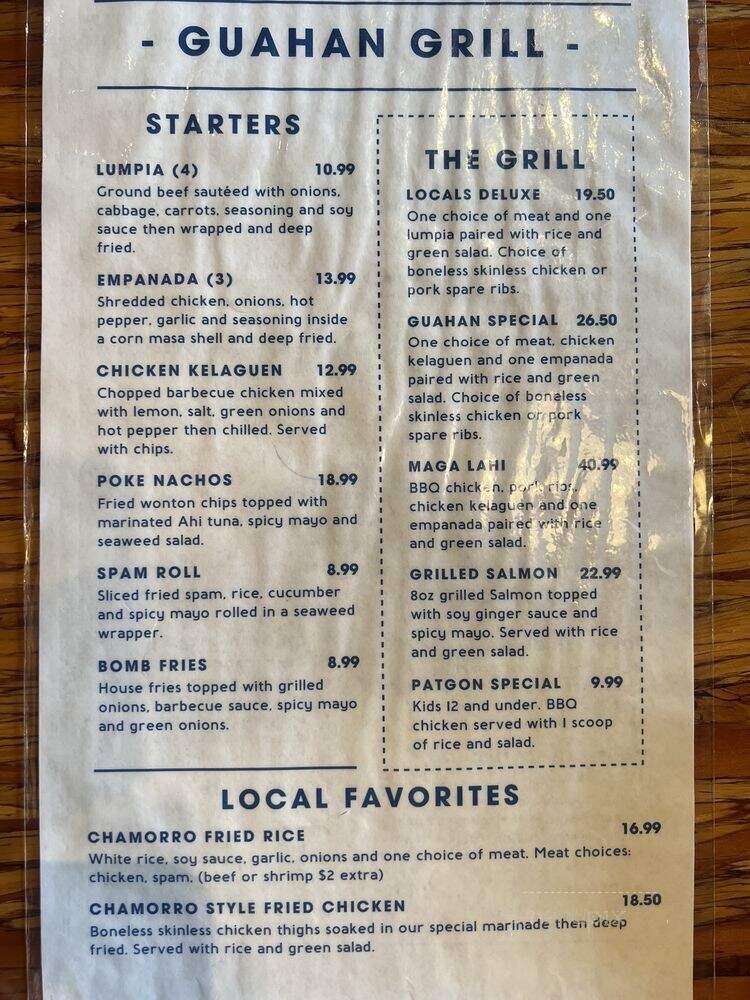 - GUAHAN GRILL -
STARTERS
LUMPIA (4) 10.99
Ground beef sautéed with onions,
cabbage, carrots, seasoning and soy
sauce then wrapped and deep
fried.
EMPANADA (3) 13.99
Shredded chicken, onions, hot
pepper, garlic and seasoning inside
a corn masa shell and deep fried.
CHICKEN KELAGUEN 12.99
Chopped barbecue chicken mixed
with lemon, salt, green onions and
hot pepper then chilled. Served
with chips.
POKE NACHOS 18.99
Fried wonton chips topped with
marinated Ahi tuna, spicy mayo and
seaweed salad.
SPAM ROLL 8.99
Sliced fried spam, rice, cucumber
and spicy mayo rolled in a seaweed
wrapper.
BOMB FRIES 8.99
House fries topped with grilled
onions, barbecue sauce, spicy mayo
and green onions.
THE GRILL
LOCALS DELUXE 19.50
One choice of meat and one
lumpia paired with rice and
green salad. Choice of
boneless skinless chicken or
pork spare ribs.
GUAHAN SPECIAL 26.50
One choice of meat, chicken
kelaguen and one empanada
paired with rice and green
salad. Choice of boneless
skinless chicken or pork
spare ribs.
MAGA LAHI 40.99
BBQ chicken, pork ribs,
chicken kelaguen and one
empanada paired with rice
and green salad.
GRILLED SALMON 22.99
8oz grilled Salmon topped
with soy ginger sauce and
spicy mayo. Served with rice
and green salad.
PATGON SPECIAL 9.99
Kids 12 and under. BBQ
chicken served with 1 scoop
of rice and salad.
LOCAL FAVORITES
CHAMORRO FRIED RICE 16.99
White rice, soy sauce, garlic, onions and one choice of meat. Meat choices:
chicken, spam, (beef or shrimp $2 extra)
CHAMORRO STYLE FRIED CHICKEN 18.50
Boneless skinless chicken thighs soaked in our special marinade then deep
fried. Served with rice and green salad.